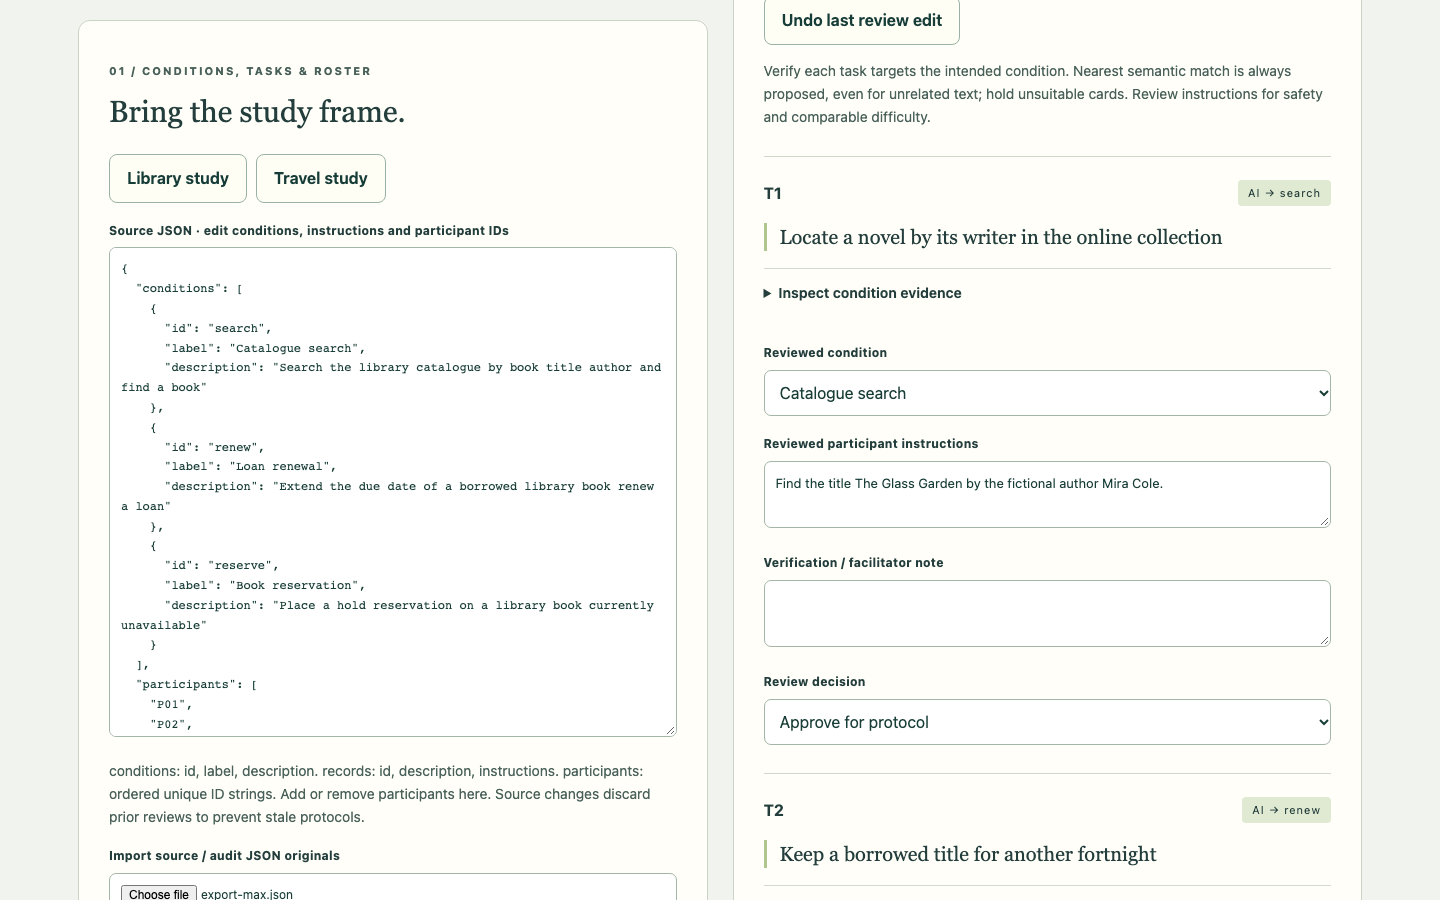 01 / CONDITIONS, TASKS & ROSTER
Bring the study frame.
Library study
Travel study
Source JSON · edit conditions, instructions and participant IDs
{
"conditions": [
{
"id": "search",
"label": "Catalogue search",
"description": "Search the library catalogue by book title author and
find a book"
},
{
"id": "renew",
"label": "Loan renewal",
"description": "Extend the due date of a borrowed library book renew
a loan"
},
{
"id": "reserve",
"label": "Book reservation",
"description": "Place a hold reservation on a library book currently
unavailable"
}
],
"participants": [
"P01",
"P02",
conditions: id, label, description. records: id, description, instructions. participants:
ordered unique ID strings. Add or remove participants here. Source changes discard
prior reviews to prevent stale protocols.
Import source / audit JSON originals
Choose file export-max.json
Undo last review edit
Verify each task targets the intended condition. Nearest semantic match is always
proposed, even for unrelated text; hold unsuitable cards. Review instructions for safety
and comparable difficulty.
T1
AI → search
Locate a novel by its writer in the online collection
▶ Inspect condition evidence
Reviewed condition
Catalogue search
Reviewed participant instructions
Find the title The Glass Garden by the fictional author Mira Cole.
Verification / facilitator note
Review decision
Approve for protocol
T2
AI → renew
Keep a borrowed title for another fortnight